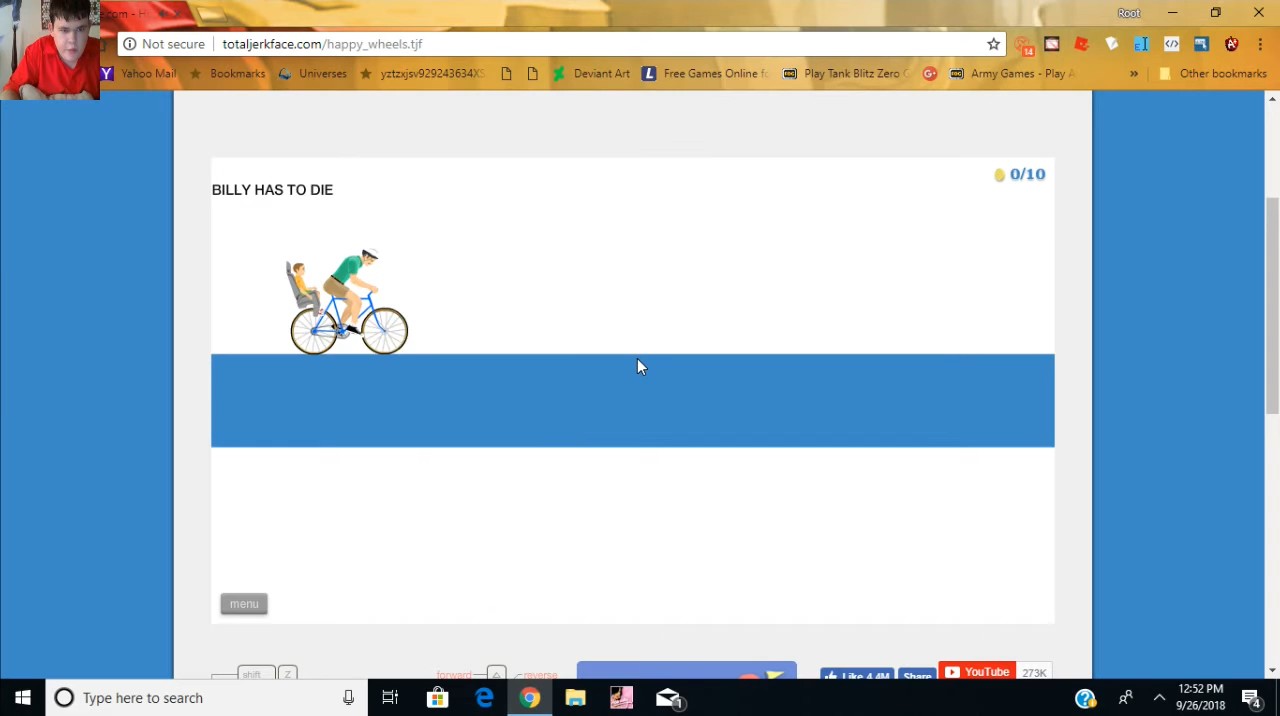 Root
Not secure totaljerkface.com/happy_wheels.tjf
14
Yahoo Mail Bookmarks Universes yztzxjsv929243634XS Deviant Art Free Games Online fo Play Tank Blitz Zero Army Games - Play A » Other bookmarks
BILLY HAS TO DIE
0/10
menu
shift Z forward reverse
Like 4.4M Share YouTube 273K
Type here to search
1
12:52 PM
9/26/2018
4